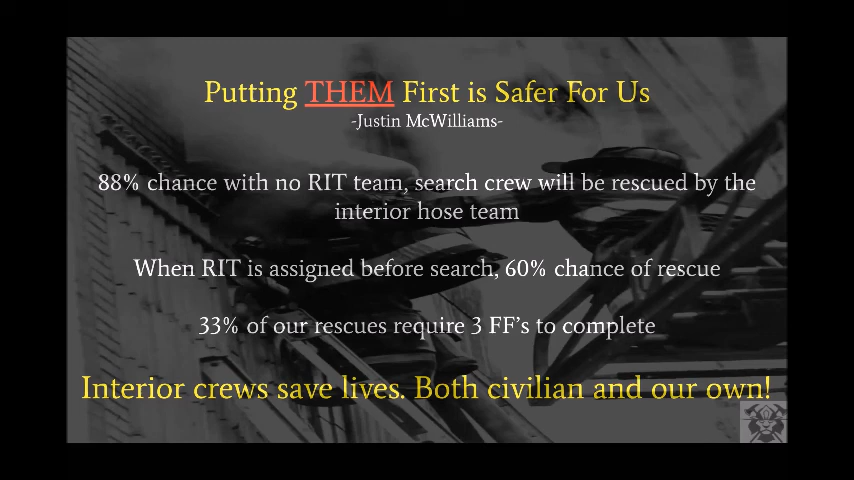 Putting THEM First is Safer For Us
-Justin McWilliams-
88% chance with no RIT team, search crew will be rescued by the
interior hose team
When RIT is assigned before search, 60% chance of rescue
33% of our rescues require 3 FF's to complete
Interior crews save lives. Both civilian and our own!